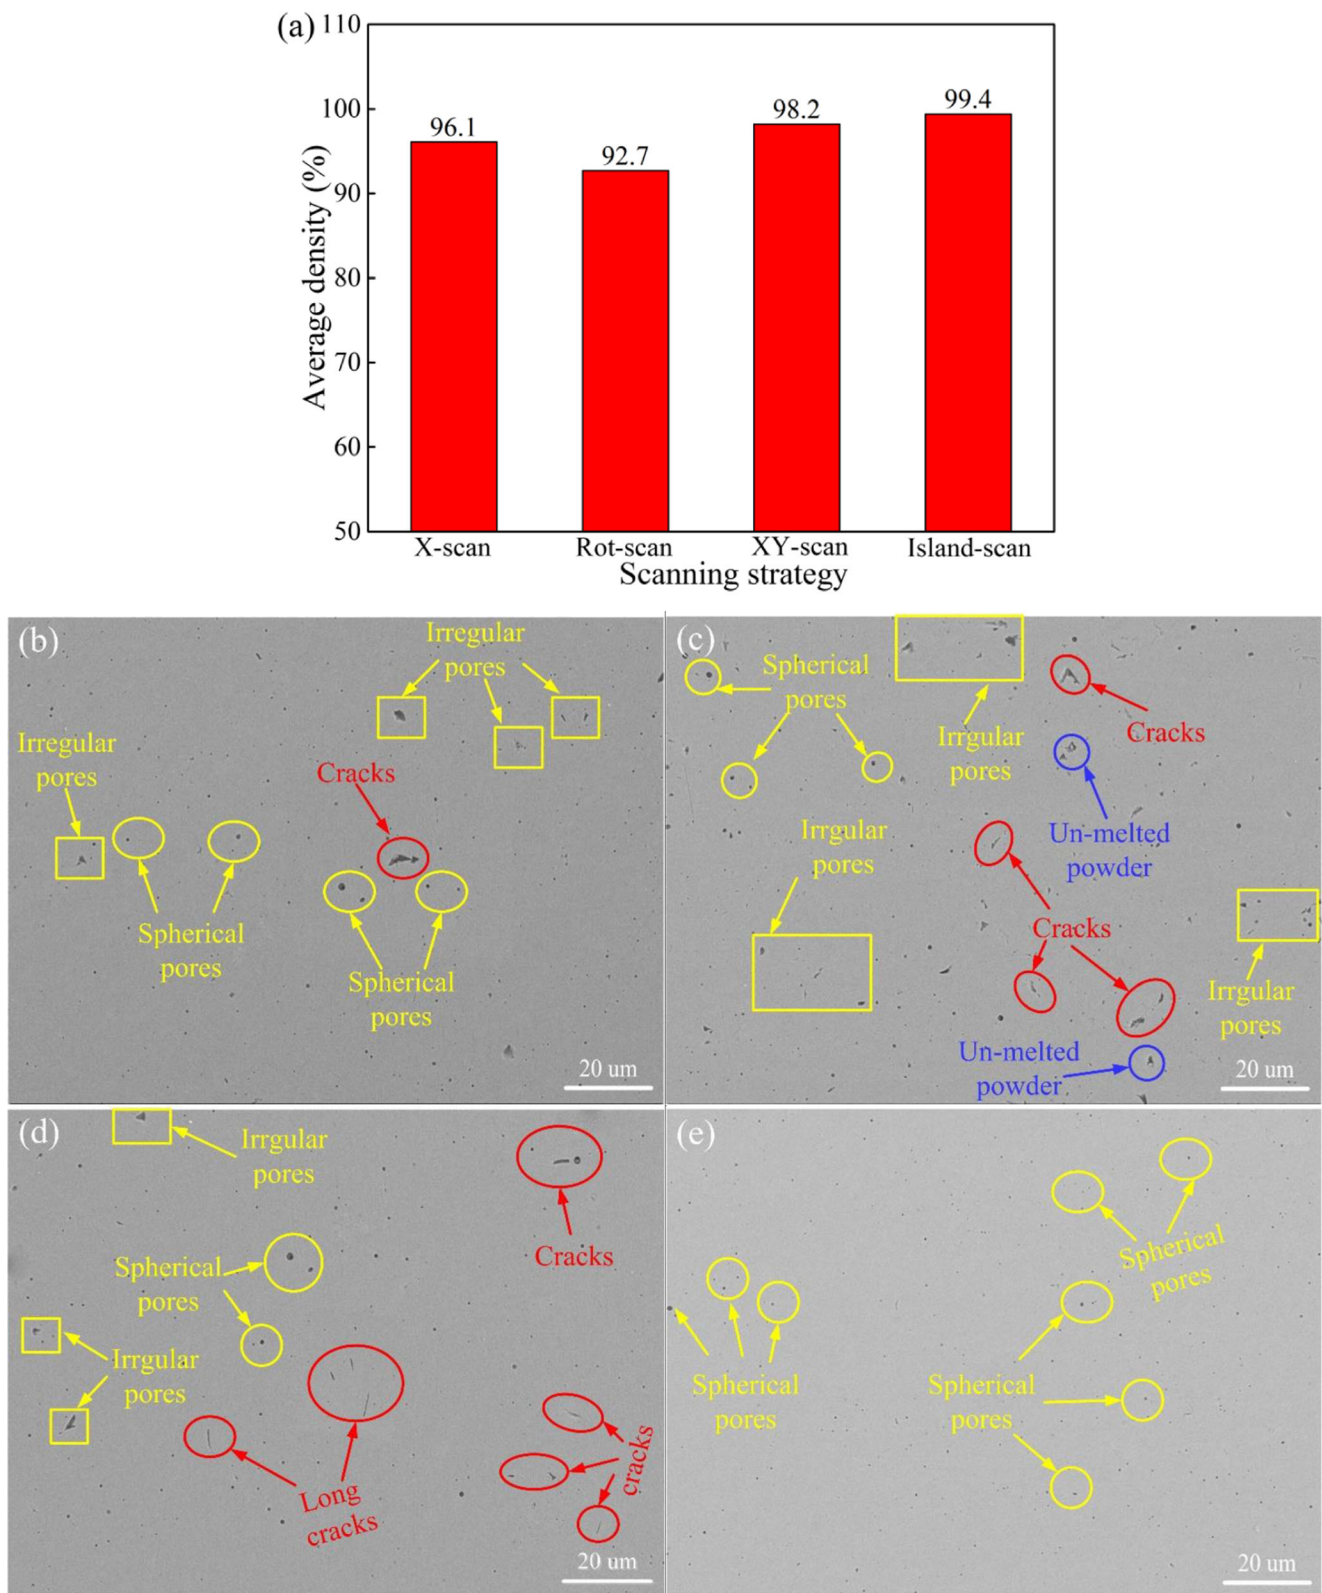 (a)
110
100
90
80
70
60
50
Average density (%)
96.1
92.7
98.2
99.4
X-scan
Rot-scan
XY-scan
Island-scan
Scanning strategy
(b)
Irregular
pores
Irregular
pores
Cracks
Spherical
pores
Spherical
pores
20 um
(c)
Spherical
pores
Irrgular
pores
Cracks
Un-melted
powder
Irrgular
pores
Cracks
Irrgular
pores
Un-melted
powder
20 um
(d)
Irrgular
pores
Cracks
Spherical
pores
Irrgular
pores
Long
cracks
cracks
20 um
(e)
Spherical
pores
Spherical
pores
Spherical
pores
20 um